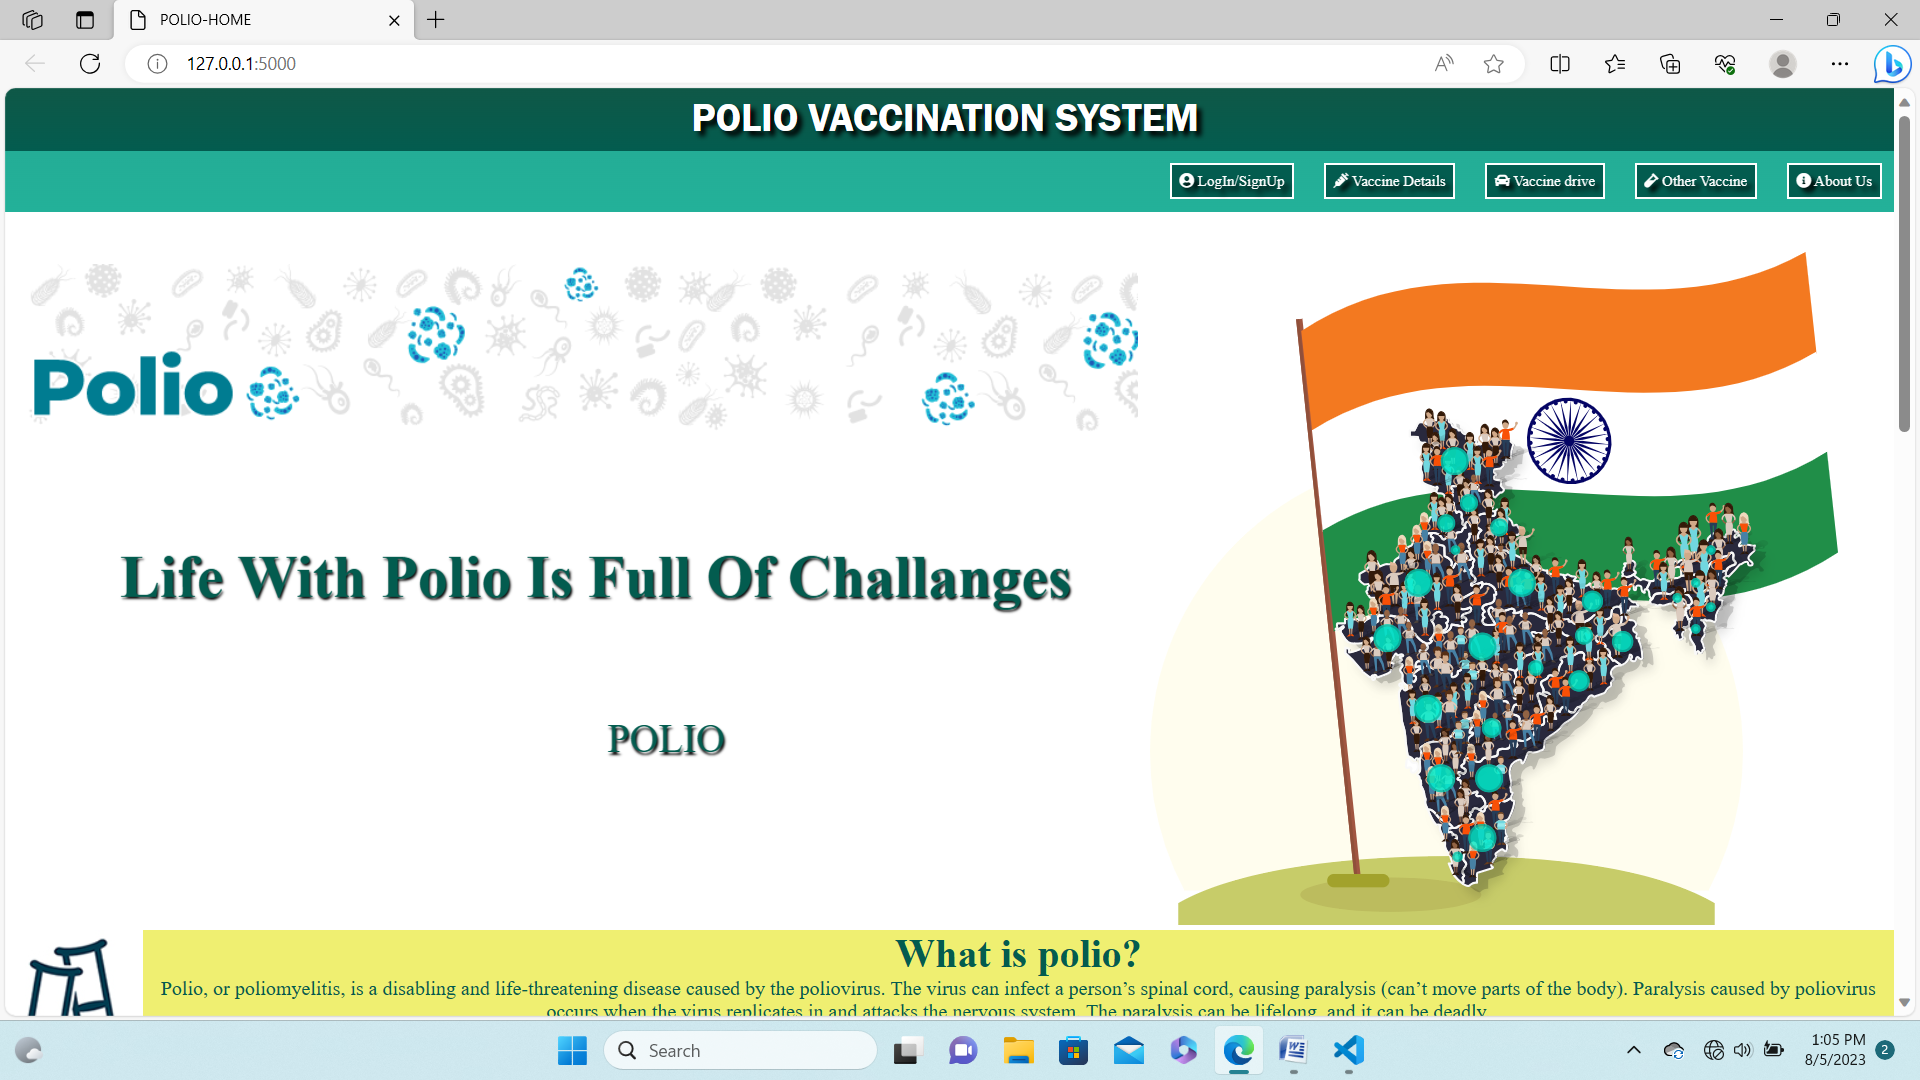 POLIO-HOME
127.0.0.1:5000
POLIO VACCINATION SYSTEM
LogIn/SignUp
Vaccine Details
Vaccine drive
Other Vaccine
About Us
Polio
Life With Polio Is Full Of Challanges
POLIO
What is polio?
Polio, or poliomyelitis, is a disabling and life-threatening disease caused by the poliovirus. The virus can infect a person’s spinal cord, causing paralysis (can’t move parts of the body). Paralysis caused by poliovirus
occurs when the virus replicates in and attacks the nervous system. The paralysis can be lifelong, and it can be deadly.
Search
1:05 PM
8/5/2023
2